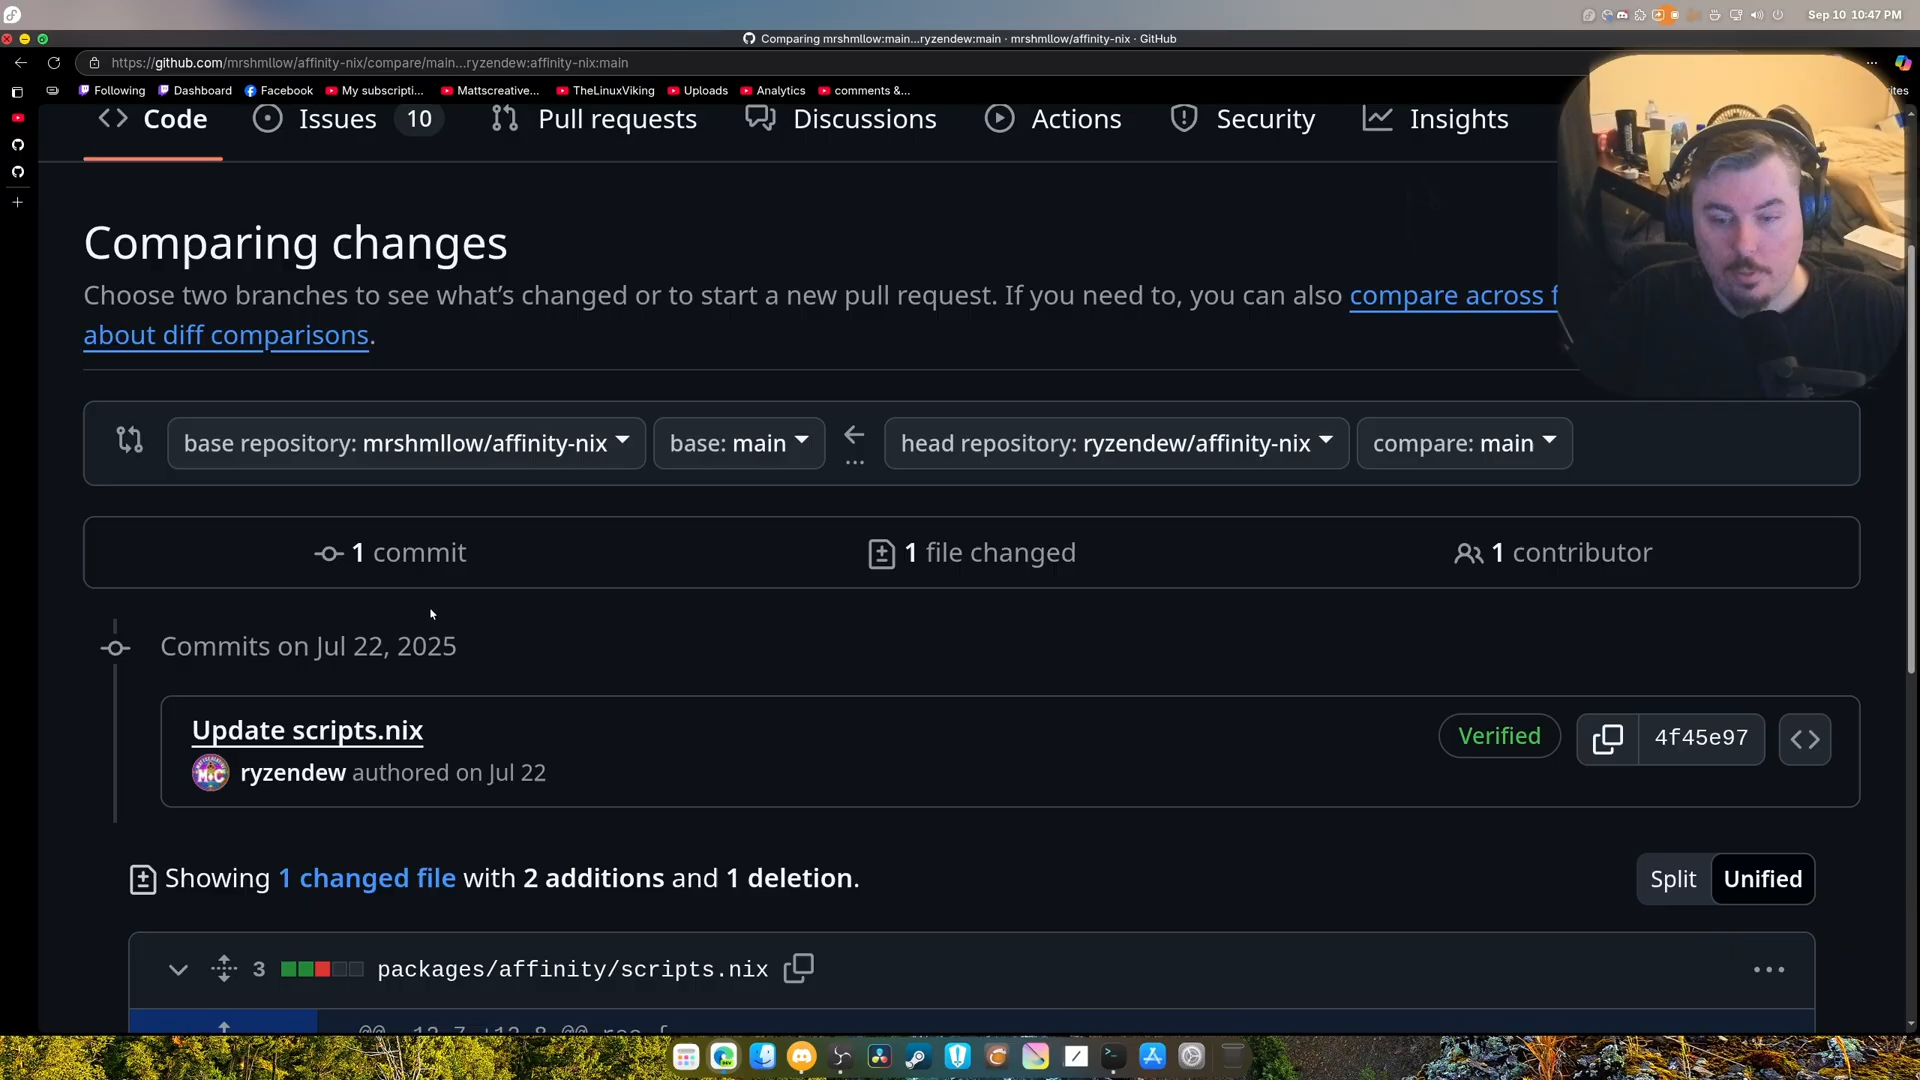 Sep 10 10:47 PM
Comparing mrshmllow:main...ryzendew:main · mrshmllow/affinity-nix · GitHub
https://github.com/mrshmllow/affinity-nix/compare/main...ryzendew:affinity-nix:main
Following Dashboard Facebook My subscripti... Mattscreative... TheLinuxViking Uploads Analytics comments &...
Code Issues 10 Pull requests Discussions Actions Security Insights
Comparing changes
Choose two branches to see what's changed or to start a new pull request. If you need to, you can also compare across
about diff comparisons.
base repository: mrshmllow/affinity-nix base: main head repository: ryzendew/affinity-nix compare: main
1 commit 1 file changed 1 contributor
Commits on Jul 22, 2025
Update scripts.nix
Verified 4f45e97
ryzendew authored on Jul 22
Showing 1 changed file with 2 additions and 1 deletion.
Split Unified
3 packages/affinity/scripts.nix